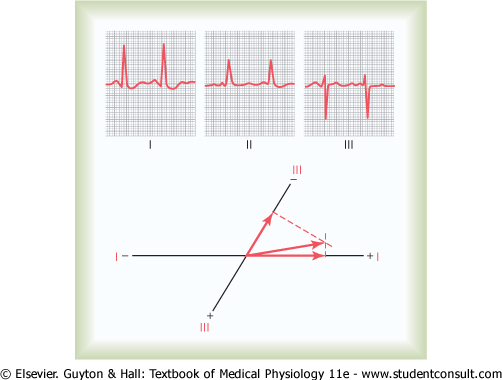 I II III
III
−
I − + I
+
III
© Elsevier. Guyton & Hall: Textbook of Medical Physiology 11e - www.studentconsult.com